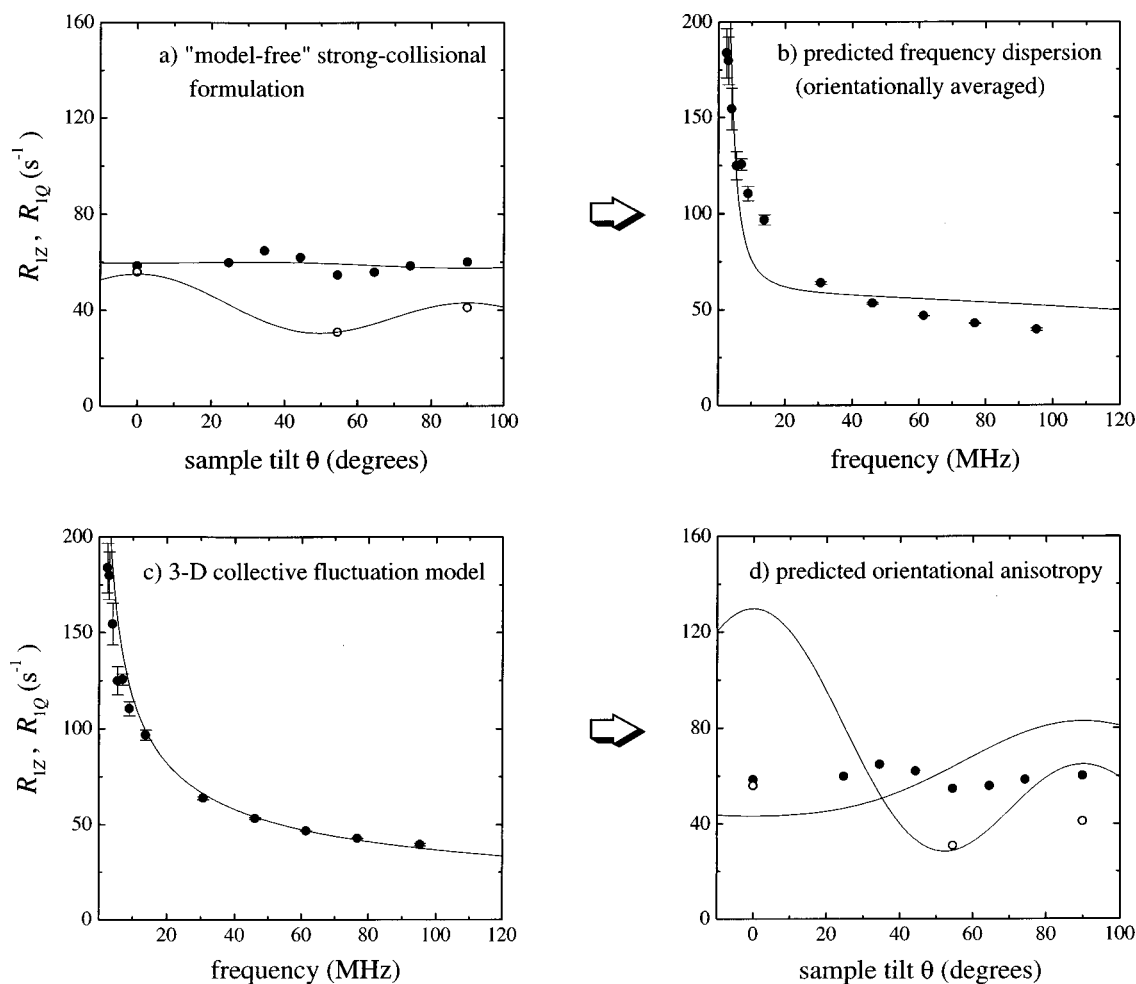 a) "model-free" strong-collisional
formulation
160
120
80
40
0
R1Z , R1Q (s-1)
0 20 40 60 80 100
sample tilt θ (degrees)
b) predicted frequency dispersion
(orientationally averaged)
200
150
100
50
0
20 40 60 80 100 120
frequency (MHz)
c) 3-D collective fluctuation model
200
150
100
50
0
R1Z , R1Q (s-1)
20 40 60 80 100 120
frequency (MHz)
d) predicted orientational anisotropy
160
120
80
40
0
0 20 40 60 80 100
sample tilt θ (degrees)